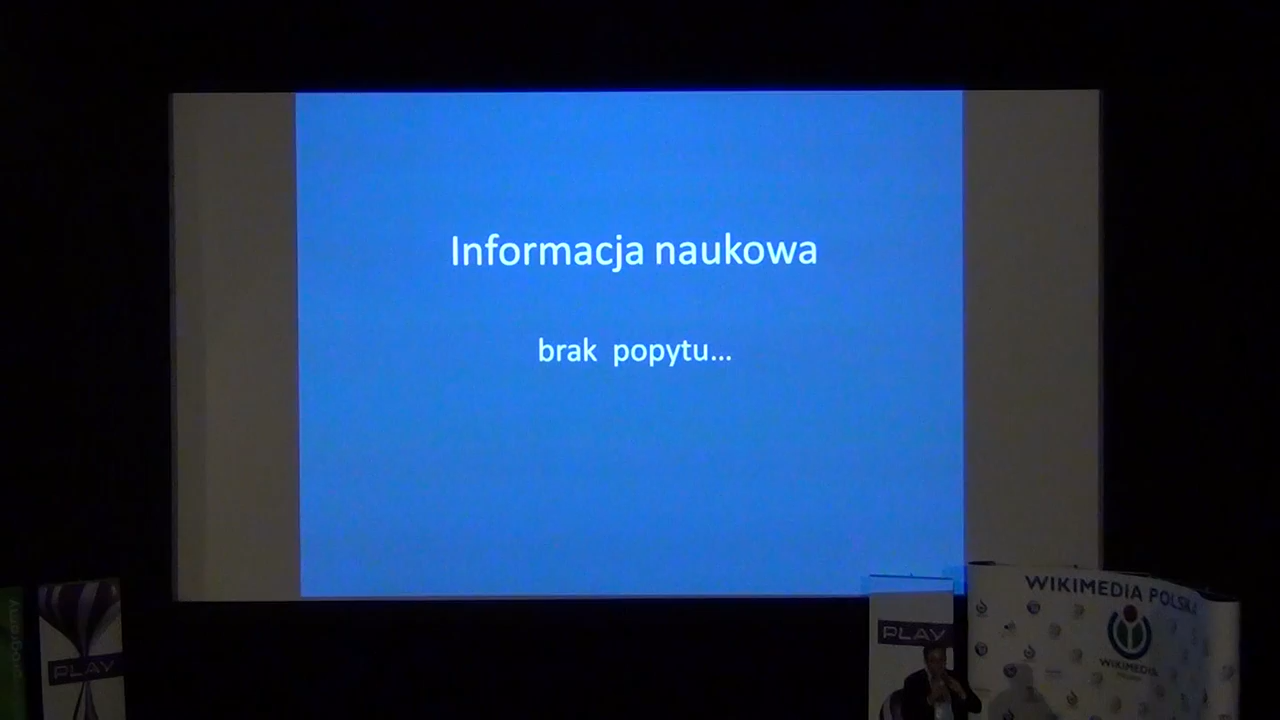 Informacja naukowa
brak popytu...
WIKIMEDIA POLSKA
PLAY
WIKIMEDIA
PLAY